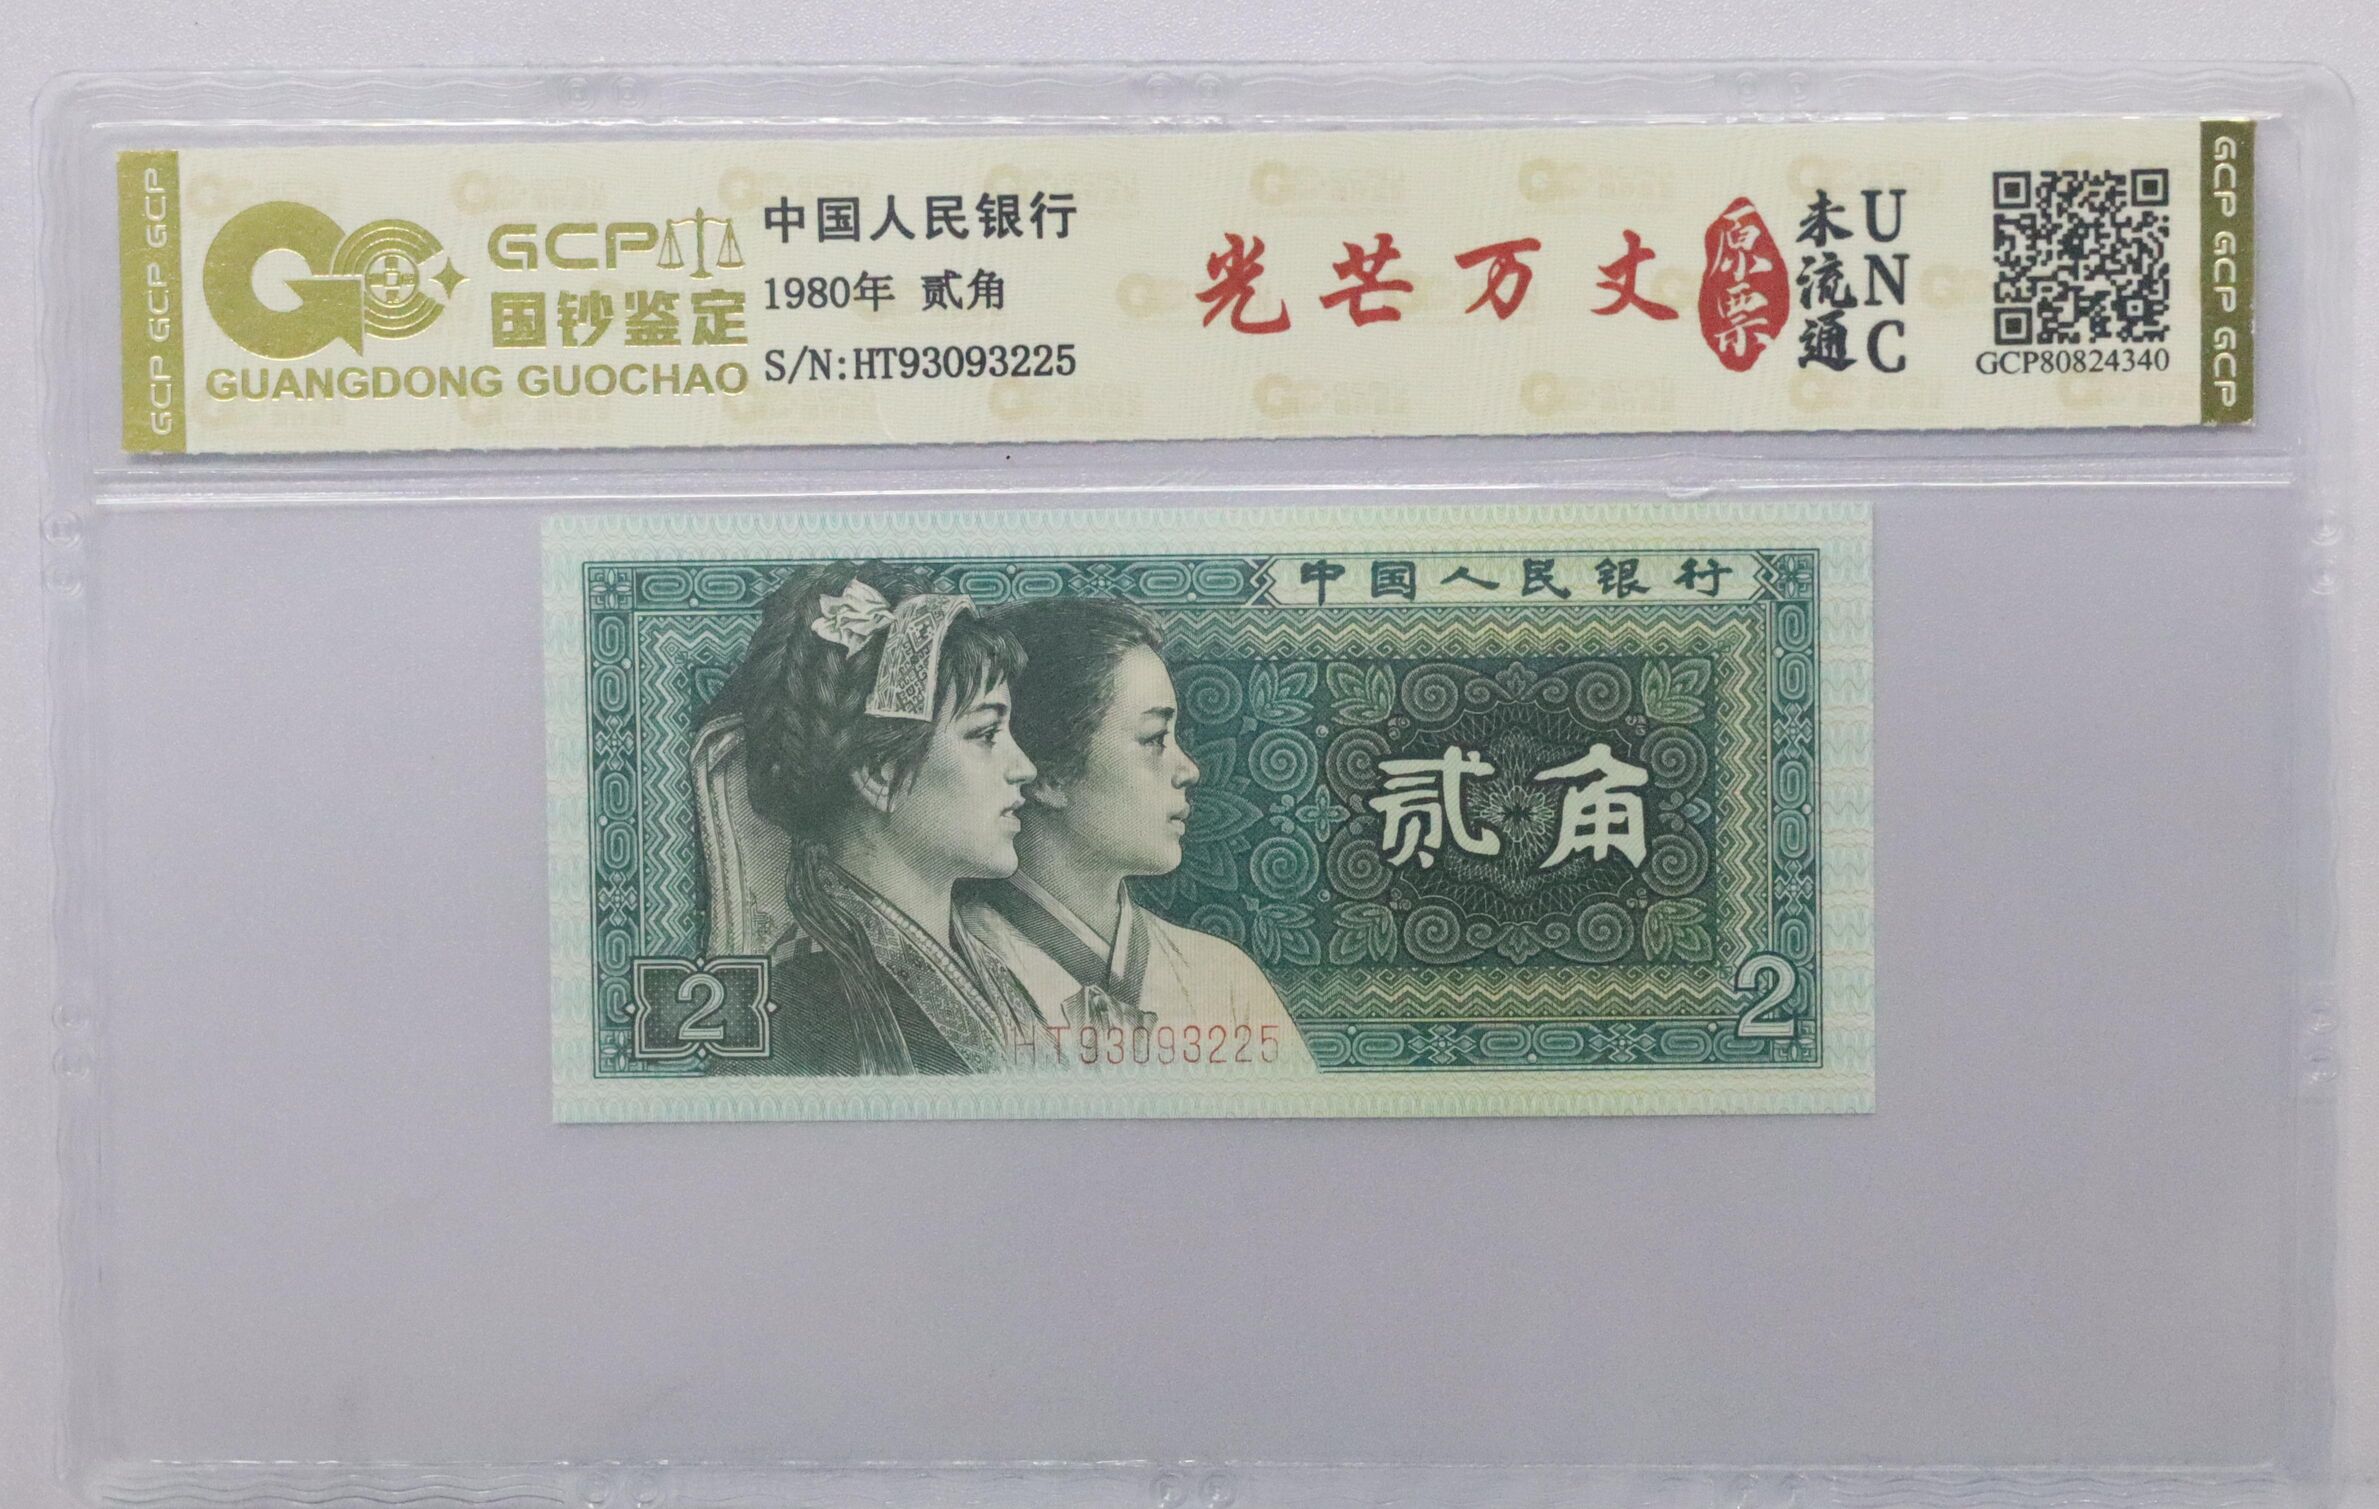 GCP GCP GCP
GCP
国钞鉴定
GUANGDONG GUOCHAO
中国人民银行
1980年 贰角
S/N:HT93093225
光芒万丈
原票
未流通
UNC
GCP80824340
GCP GCP GCP
中国人民银行
贰角
2
2
HT93093225